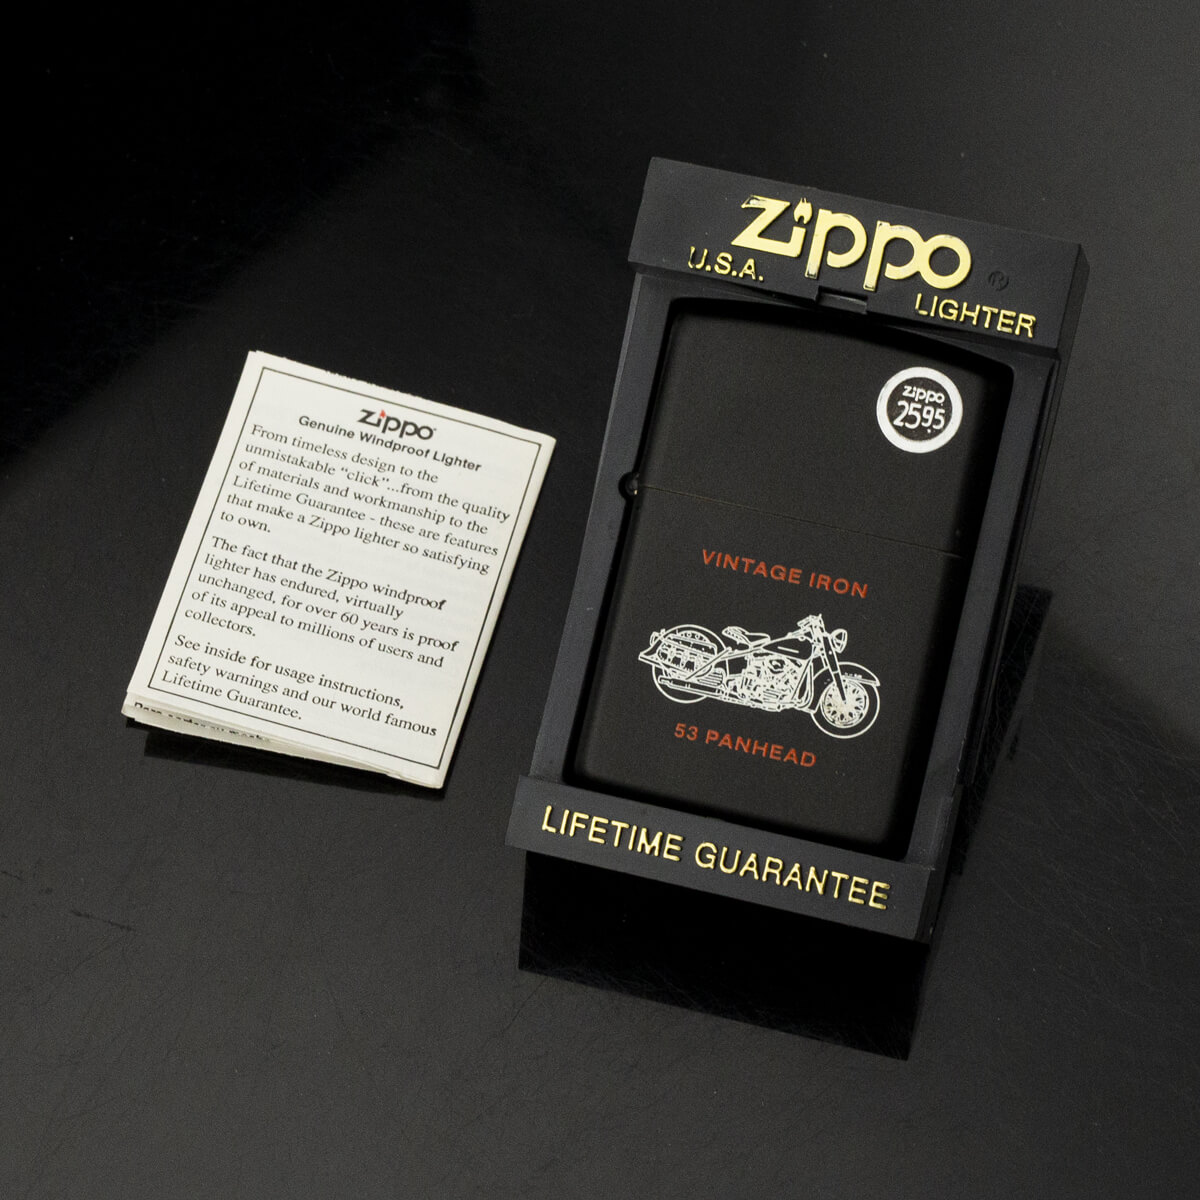 Zippo
U.S.A.
®
LIGHTER
zippo
25.95
VINTAGE IRON
53 PANHEAD
LIFETIME GUARANTEE
Zippo
Genuine Windproof Lighter
From timeless design to the
unmistakable “click”...from the quality
of materials and workmanship to the
Lifetime Guarantee - these are features
that make a Zippo lighter so satisfying
to own.
The fact that the Zippo windproof
lighter has endured, virtually
unchanged, for over 60 years is proof
of its appeal to millions of users and
collectors.
See inside for usage instructions,
safety warnings and our world famous
Lifetime Guarantee.